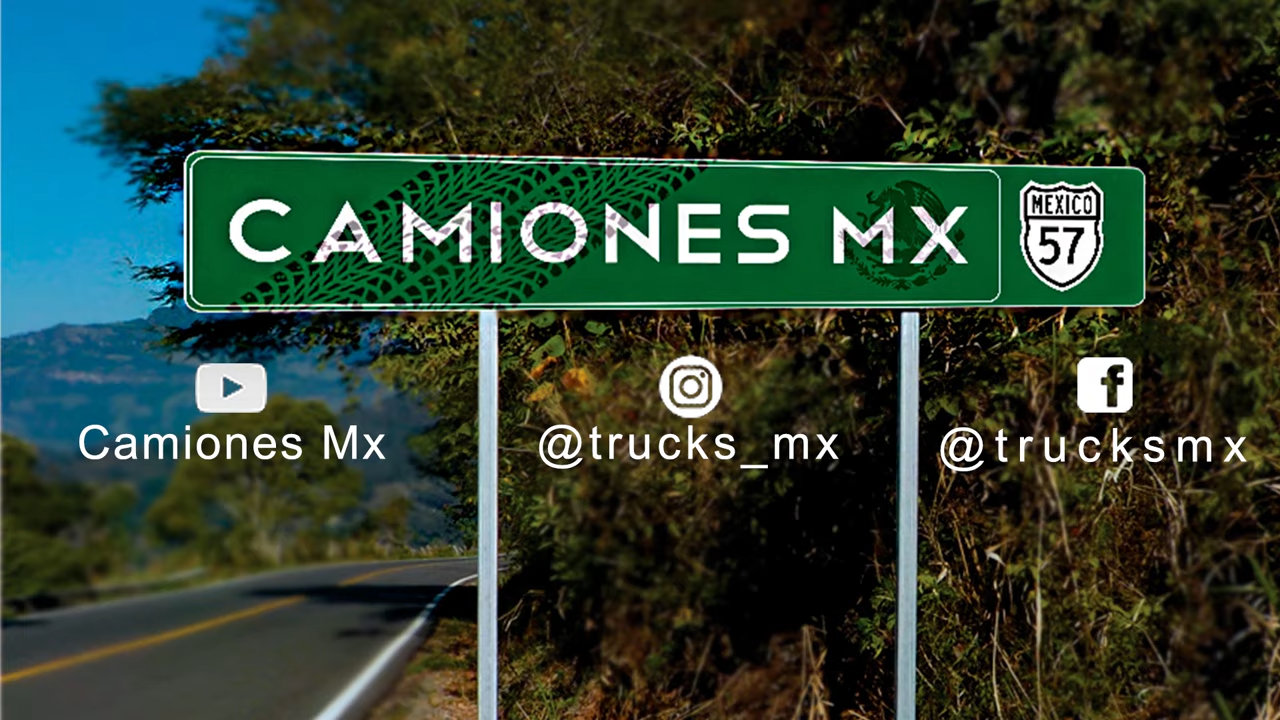 CAMIONES MX
MEXICO
57
Camiones Mx
@trucks_mx
@trucksmx